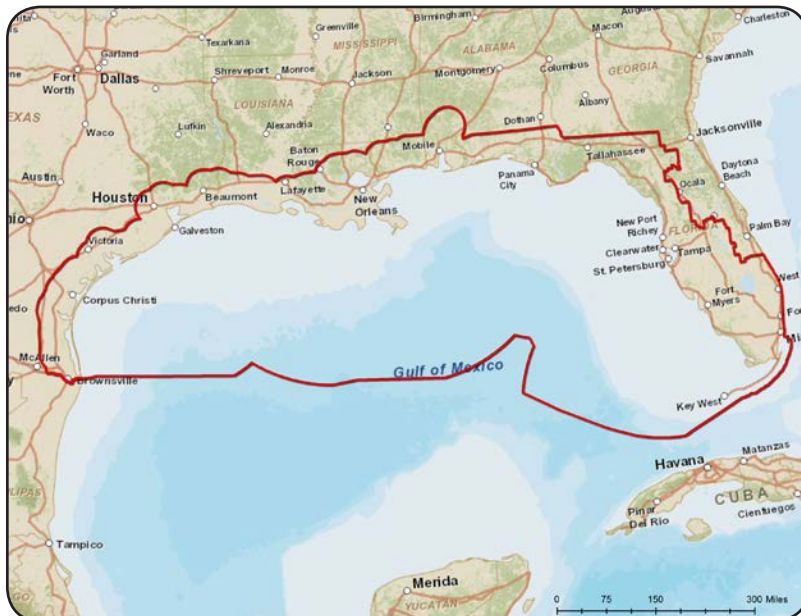 Greenville
Birmingham
Charleston
Macon
Texarkana
Garland
MISSISSIPPI
ALABAMA
Fort Worth
Dallas
Shreveport
Monroe
Jackson
Montgomery
Columbus
GEORGIA
Savannah
LOUISIANA
Albany
Waco
Lufkin
Alexandria
Dothan
Jacksonville
Baton Rouge
Mobile
Tallahassee
Austin
Houston
Beaumont
Lafayette
New Orleans
Panama City
Ocala
Daytona Beach
Galveston
New Port Richey
FLORIDA
Palm Bay
Victoria
Clearwater
Tampa
St. Petersburg
West
Corpus Christi
Fort Myers
McAllen
Gulf of Mexico
Brownsville
Key West
Havana
Matanzas
CUBA
Pinar Del Rio
Cienfuegos
Tampico
Merida
YUCATAN
0 75 150 300 Miles